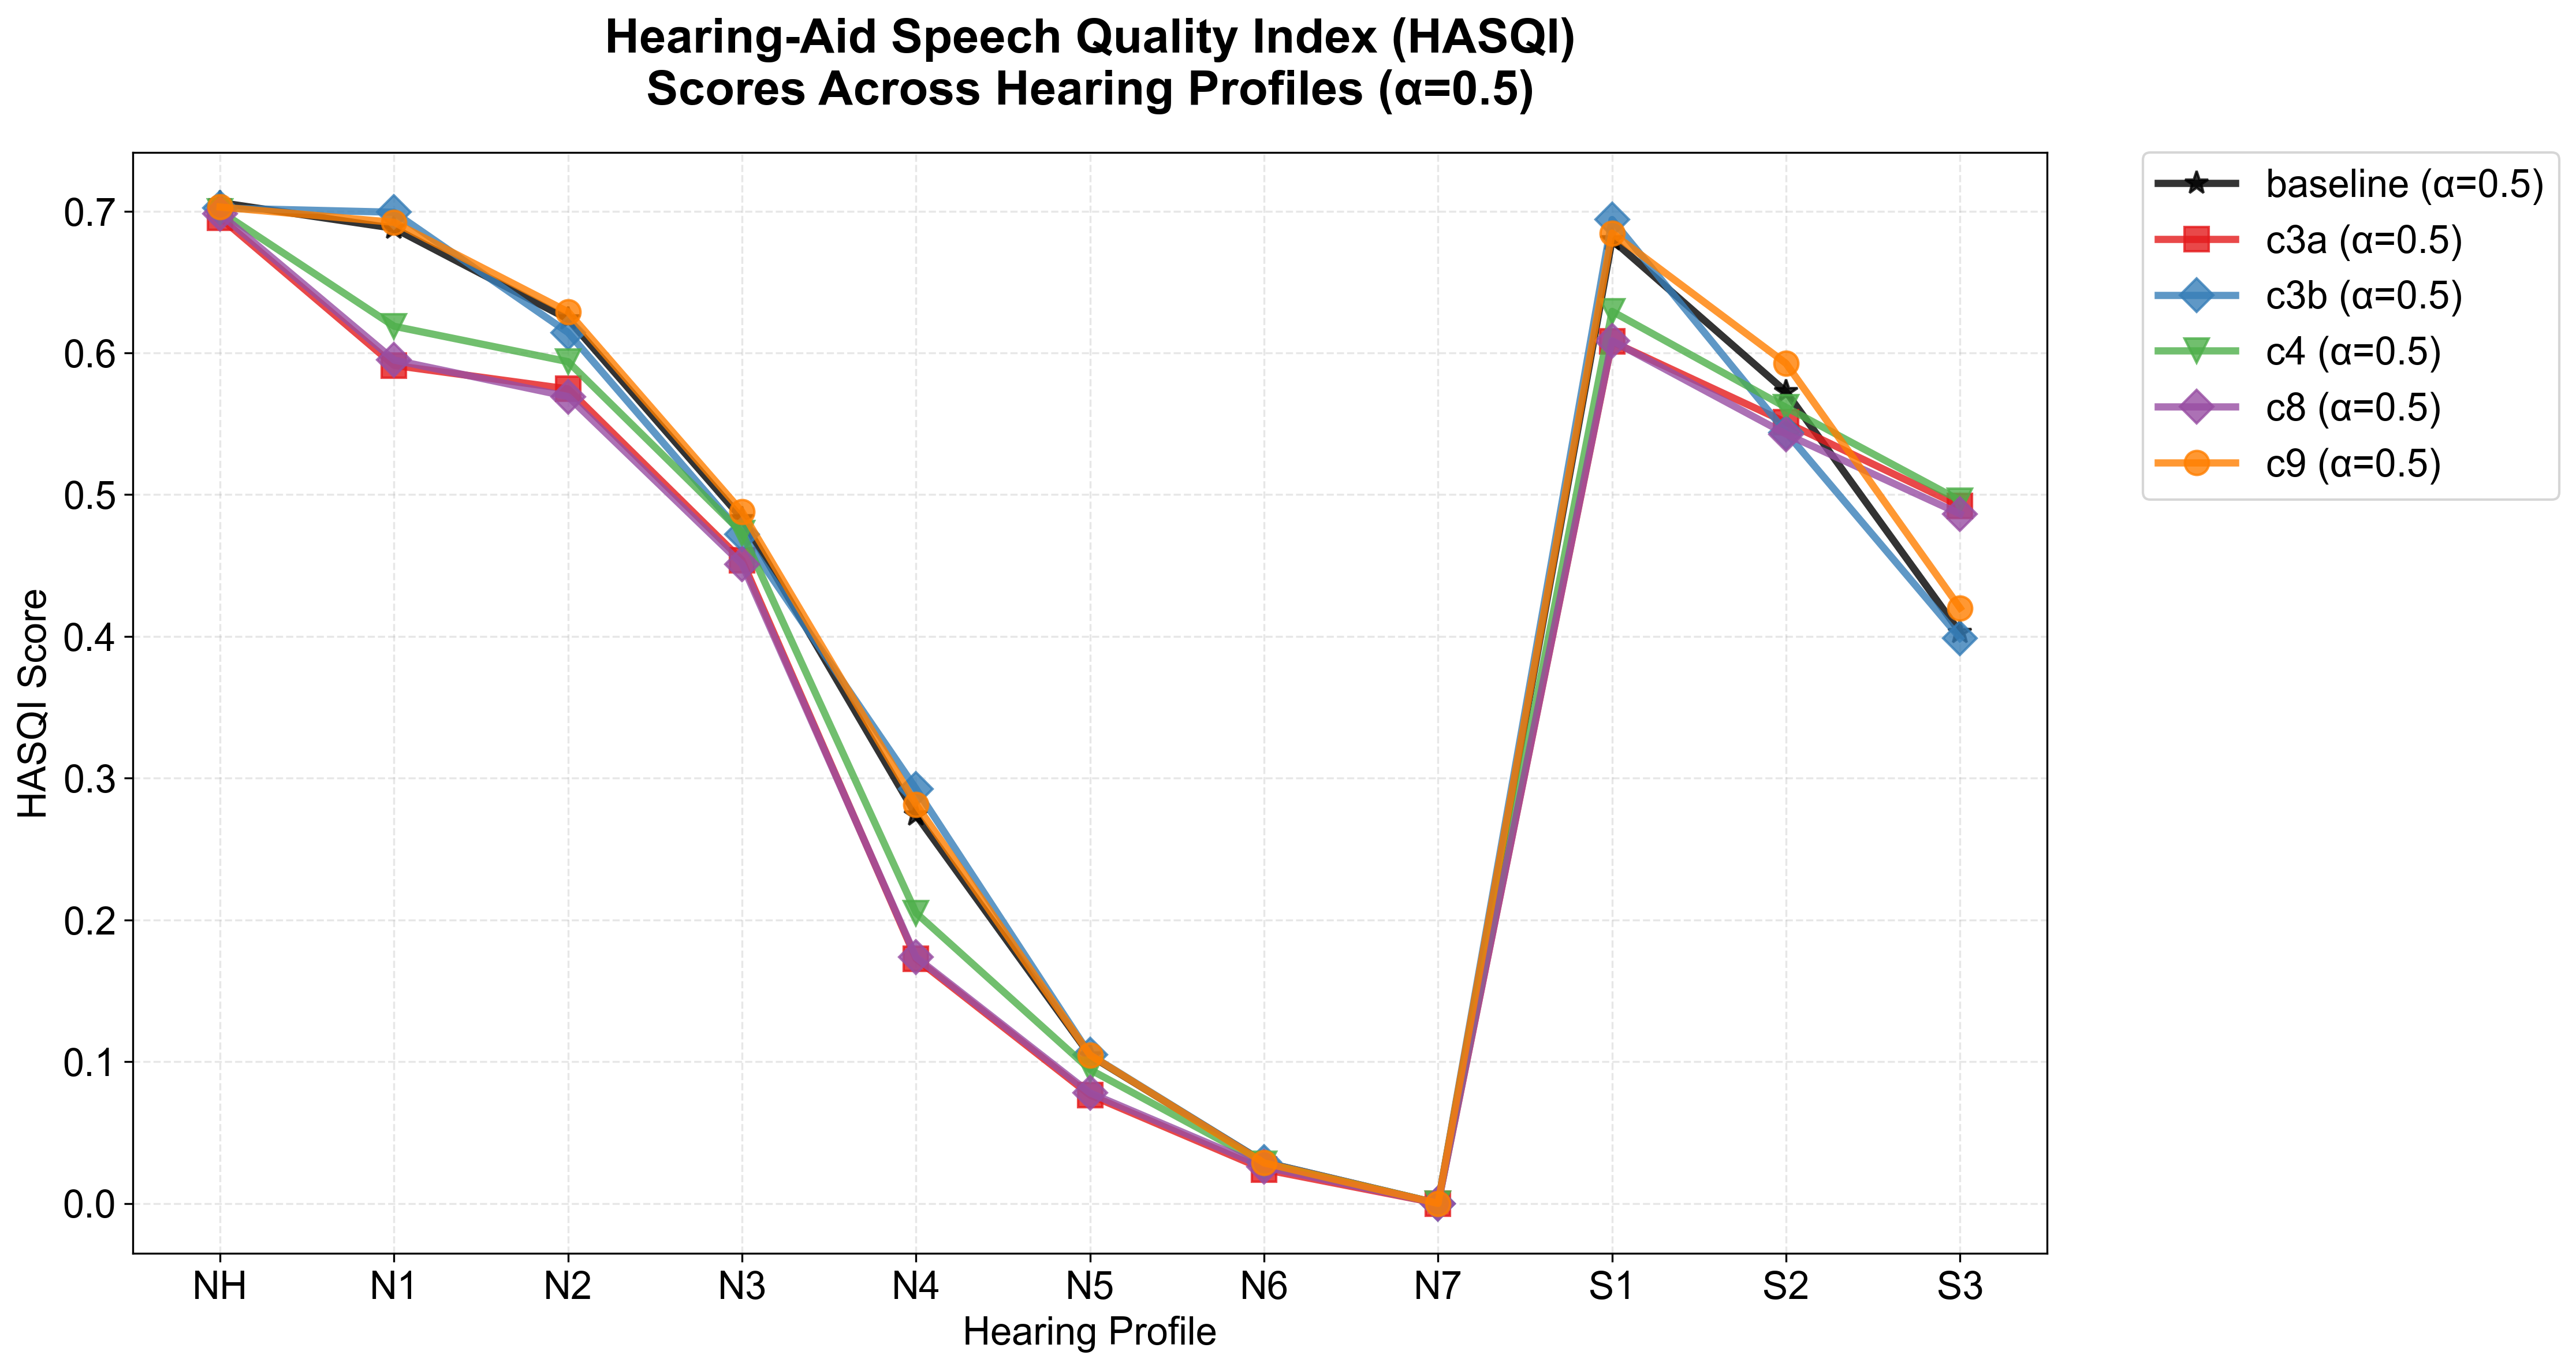 Hearing-Aid Speech Quality Index (HASQI)
Scores Across Hearing Profiles (α=0.5)
baseline (α=0.5)
c3a (α=0.5)
c3b (α=0.5)
c4 (α=0.5)
c8 (α=0.5)
c9 (α=0.5)
HASQI Score
0.7
0.6
0.5
0.4
0.3
0.2
0.1
0.0
NH N1 N2 N3 N4 N5 N6 N7 S1 S2 S3
Hearing Profile